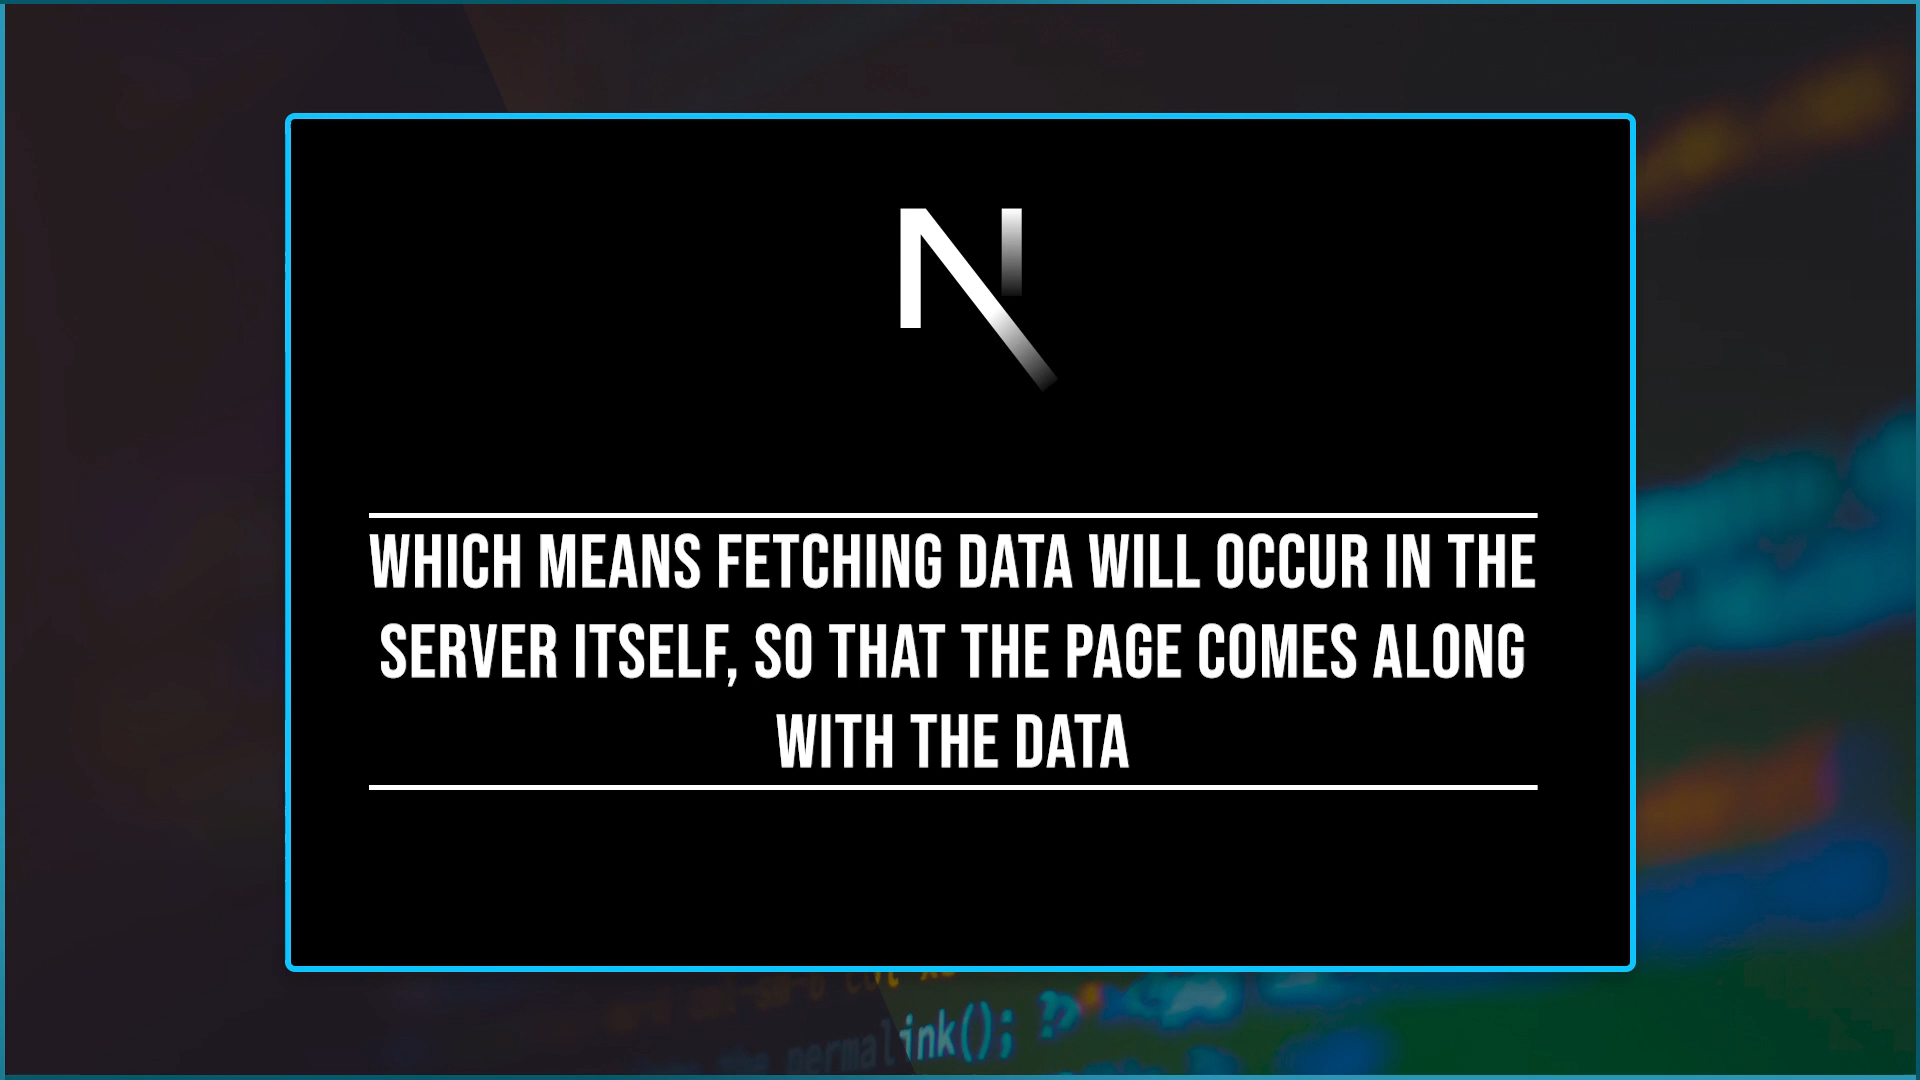 N
WHICH MEANS FETCHING DATA WILL OCCUR IN THE
SERVER ITSELF, SO THAT THE PAGE COMES ALONG
WITH THE DATA
permalink(); ?>